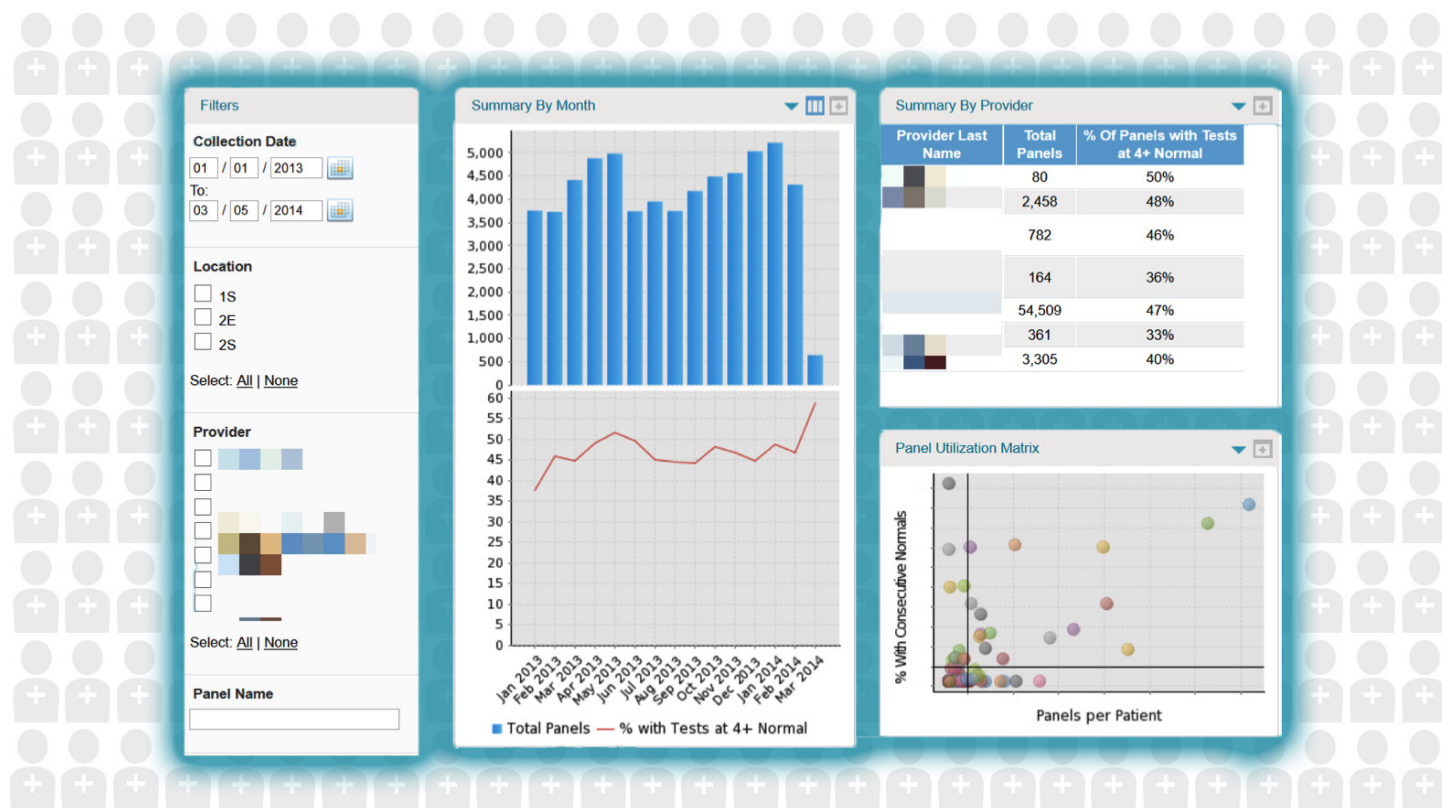 Filters
Collection Date
01 / 01 / 2013
To:
03 / 05 / 2014
Location
1S
2E
2S
Select: All | None
Provider
Select: All | None
Panel Name
Summary By Month
5,000
4,500
4,000
3,500
3,000
2,500
2,000
1,500
1,000
500
0
60
55
50
45
40
35
30
25
20
15
10
5
0
Jan 2013
Feb 2013
Mar 2013
Apr 2013
May 2013
Jun 2013
Jul 2013
Aug 2013
Sep 2013
Oct 2013
Nov 2013
Dec 2013
Jan 2014
Feb 2014
Mar 2014
Total Panels % with Tests at 4+ Normal
Summary By Provider
Provider Last Name Total Panels % Of Panels with Tests at 4+ Normal
80 50%
2,458 48%
782 46%
164 36%
54,509 47%
361 33%
3,305 40%
Panel Utilization Matrix
% With Consecutive Normals
Panels per Patient